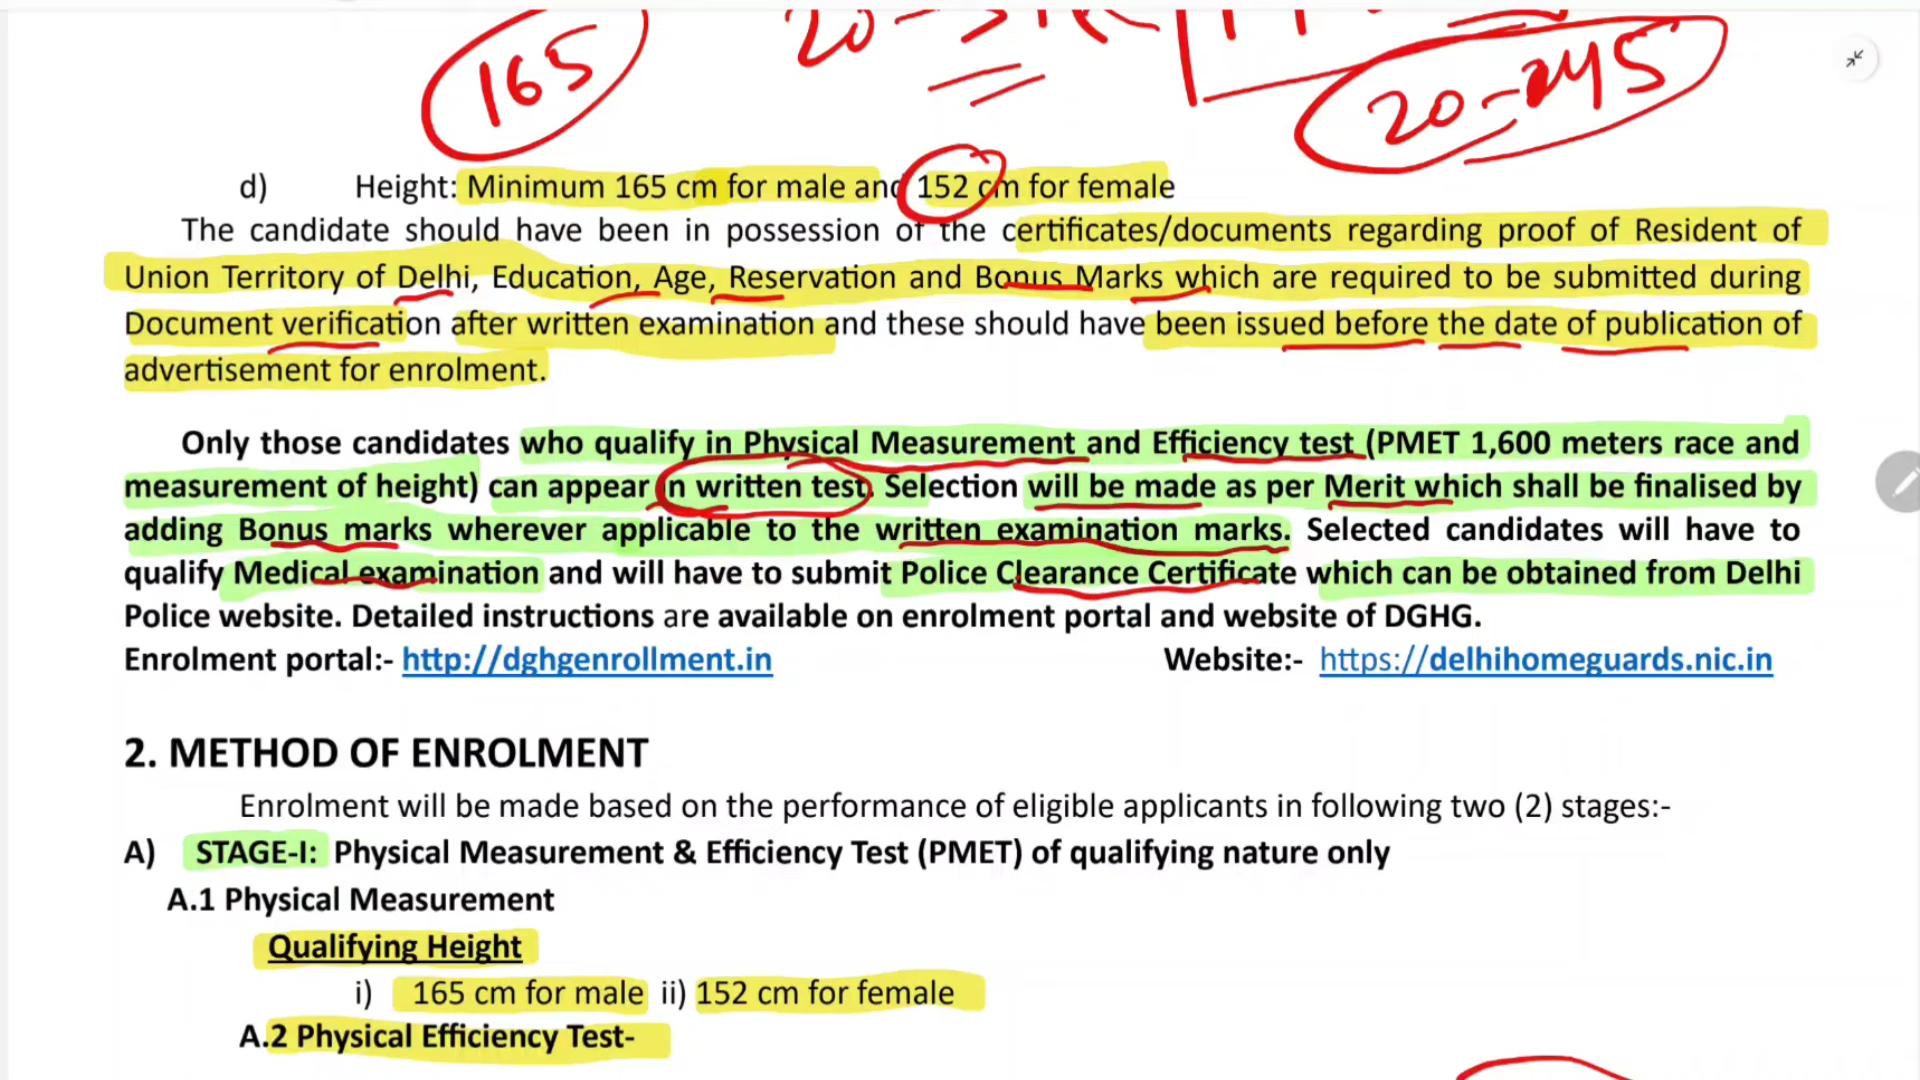 165
20-45
d) Height: Minimum 165 cm for male and 152 cm for female
The candidate should have been in possession of the certificates/documents regarding proof of Resident of
Union Territory of Delhi, Education, Age, Reservation and Bonus Marks which are required to be submitted during
Document verification after written examination and these should have been issued before the date of publication of
advertisement for enrolment.
Only those candidates who qualify in Physical Measurement and Efficiency test (PMET 1,600 meters race and
measurement of height) can appear in written test. Selection will be made as per Merit which shall be finalised by
adding Bonus marks wherever applicable to the written examination marks. Selected candidates will have to
qualify Medical examination and will have to submit Police Clearance Certificate which can be obtained from Delhi
Police website. Detailed instructions are available on enrolment portal and website of DGHG.
Enrolment portal:- http://dghgenrollment.in Website:- https://delhihomeguards.nic.in
2. METHOD OF ENROLMENT
Enrolment will be made based on the performance of eligible applicants in following two (2) stages:-
A) STAGE-I: Physical Measurement & Efficiency Test (PMET) of qualifying nature only
A.1 Physical Measurement
Qualifying Height
i) 165 cm for male ii) 152 cm for female
A.2 Physical Efficiency Test-